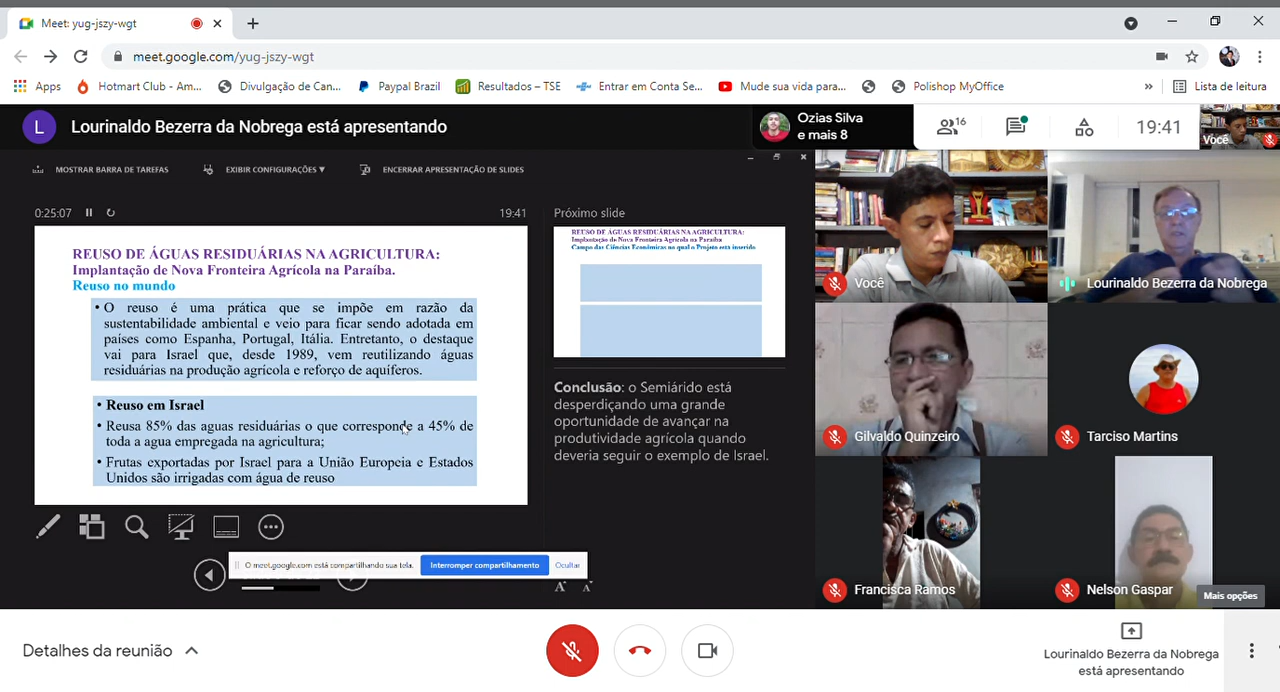 Meet: yug-jszy-wgt
meet.google.com/yug-jszy-wgt
Apps
Hotmart Club - Am...
Divulgação de Can...
Paypal Brazil
Resultados – TSE
Entrar em Conta Se...
Mude sua vida para...
Polishop MyOffice
»
Lista de leitura
L
Lourinaldo Bezerra da Nobrega está apresentando
Ozias Silva
e mais 8
16
19:41
Você
MOSTRAR BARRA DE TAREFAS
EXIBIR CONFIGURAÇÕES ▼
ENCERRAR APRESENTAÇÃO DE SLIDES
0:25:07
19:41
REUSO DE ÁGUAS RESIDUÁRIAS NA AGRICULTURA:
Implantação de Nova Fronteira Agrícola na Paraíba.
Reuso no mundo
• O reuso é uma prática que se impõe em razão da
sustentabilidade ambiental e veio para ficar sendo adotada em
países como Espanha, Portugal, Itália. Entretanto, o destaque
vai para Israel que, desde 1989, vem reutilizando águas
residuárias na produção agrícola e reforço de aquíferos.
• Reuso em Israel
• Reusa 85% das aguas residuárias o que corresponde a 45% de
toda a agua empregada na agricultura;
• Frutas exportadas por Israel para a União Europeia e Estados
Unidos são irrigadas com água de reuso
Próximo slide
REUSO DE ÁGUAS RESIDUÁRIAS NA AGRICULTURA:
Implantação de Nova Fronteira Agrícola na Paraíba
Campo das Ciências Econômicas no qual o Projeto está inserido
Conclusão: o Semiárido está
desperdiçando uma grande
oportunidade de avançar na
produtividade agrícola quando
deveria seguir o exemplo de Israel.
O meet.google.com está compartilhando sua tela.
Interromper compartilhamento
Ocultar
A A
Você
Lourinaldo Bezerra da Nobrega
Gilvaldo Quinzeiro
Tarciso Martins
Francisca Ramos
Nelson Gaspar
Mais opções
Detalhes da reunião
Lourinaldo Bezerra da Nobrega
está apresentando